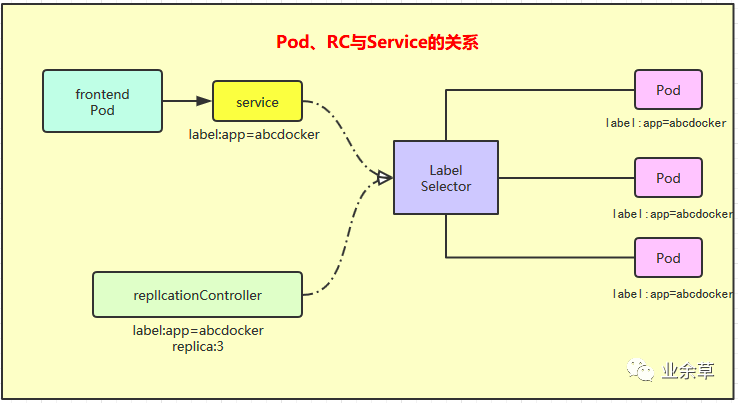 Pod、RC与Service的关系
frontend
Pod
service
label:app=abcdocker
Label
Selector
Pod
label:app=abcdocker
Pod
label:app=abcdocker
Pod
label:app=abcdocker
repllcationController
label:app=abcdocker
replica:3
业余草